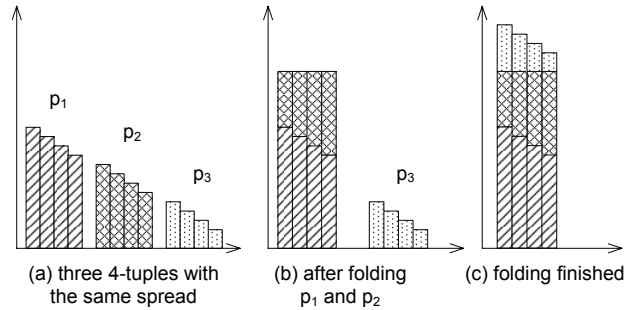 p1
p2
p3
p3
(a) three 4-tuples with
the same spread
(b) after folding
p1 and p2
(c) folding finished